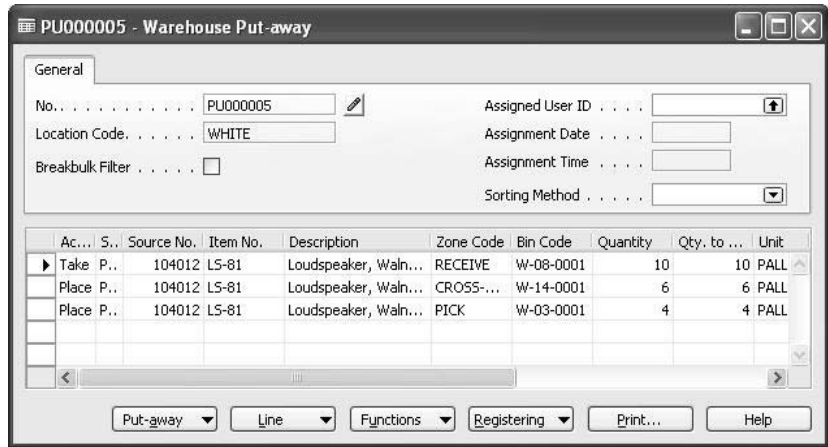 PU000005 - Warehouse Put-away
General
No. . . . . . . . . . . . PU000005 Assigned User ID . . . .
Location Code. . . . . . WHITE Assignment Date . . . .
Breakbulk Filter . . . . . Assignment Time . . . .
Sorting Method . . . . .
Ac... S.. Source No. Item No. Description Zone Code Bin Code Quantity Qty. to ... Unit
Take P.. 104012 LS-81 Loudspeaker, Waln... RECEIVE W-08-0001 10 10 PALL
Place P.. 104012 LS-81 Loudspeaker, Waln... CROSS-... W-14-0001 6 6 PALL
Place P.. 104012 LS-81 Loudspeaker, Waln... PICK W-03-0001 4 4 PALL
Put-away Line Functions Registering Print... Help